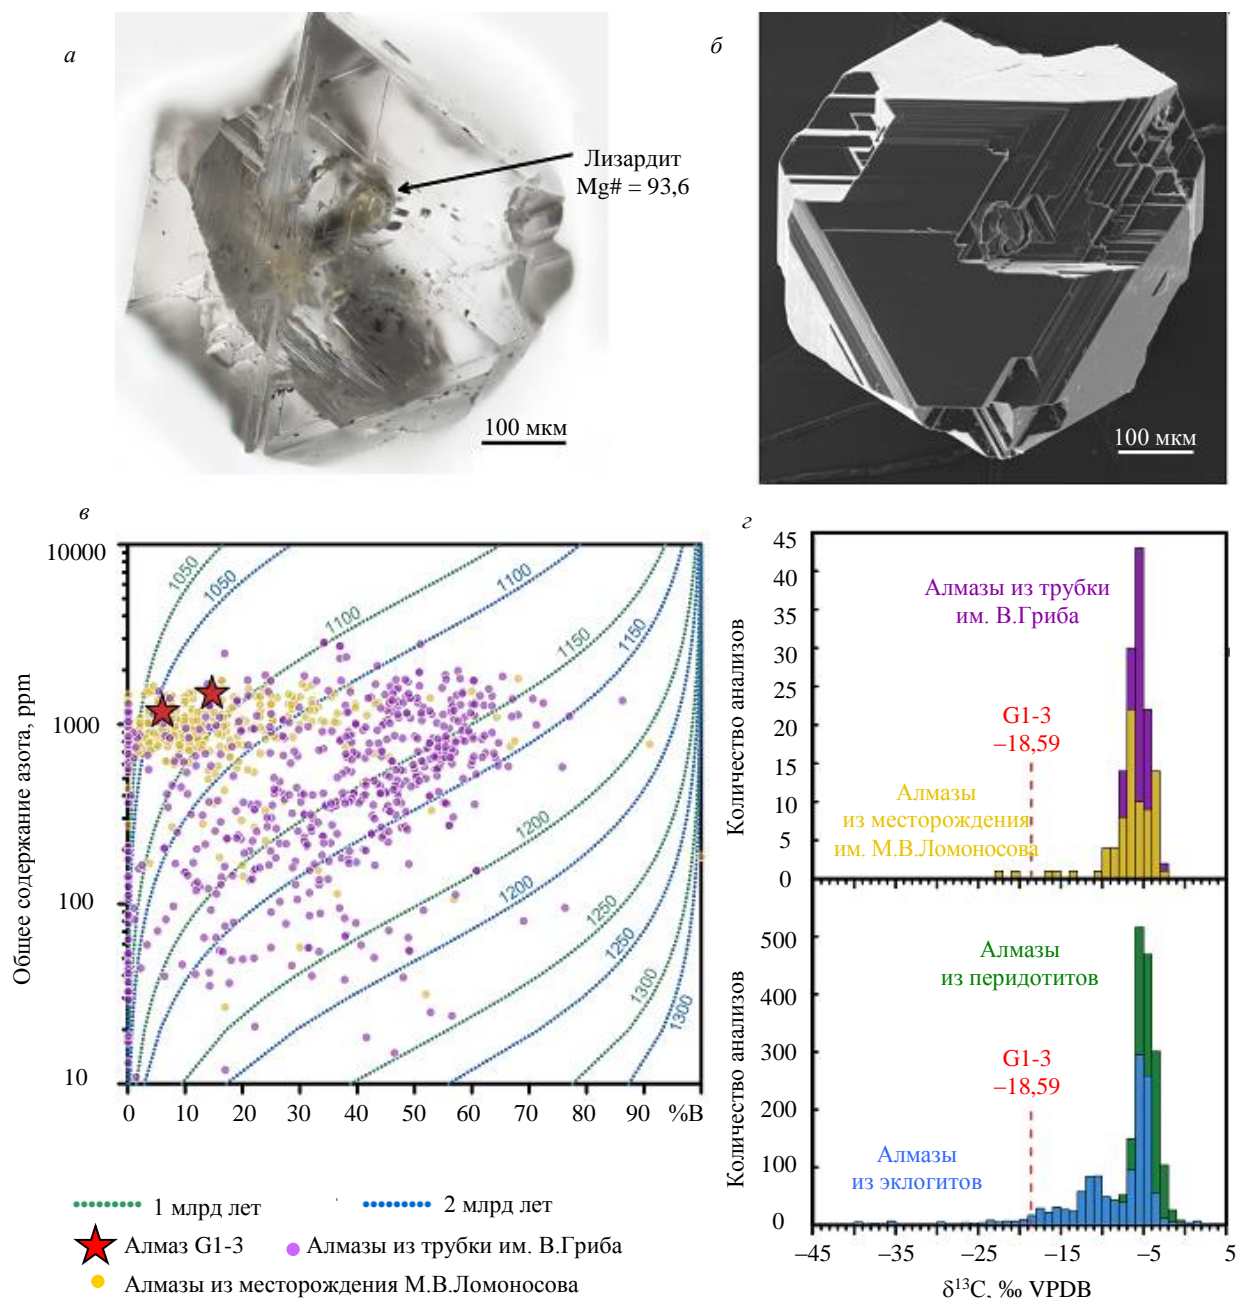 а
Лизардит
Mg# = 93,6
100 мкм
б
100 мкм
в
Общее содержание азота, ppm
10000
1000
100
10
1050
1050
1100
1100
1150
1150
1200
1200
1250
1250
1300
1300
0 10 20 30 40 50 60 70 80 90 %B
1 млрд лет
2 млрд лет
Алмаз G1-3
Алмазы из трубки им. В.Гриба
Алмазы из месторождения М.В.Ломоносова
г
Количество анализов
45
40
35
30
25
20
15
10
5
0
Алмазы из трубки
им. В.Гриба
G1-3
–18,59
Алмазы
из месторождения
им. М.В.Ломоносова
Количество анализов
500
400
300
200
100
0
Алмазы
из перидотитов
G1-3
–18,59
Алмазы
из эклогитов
–45 –35 –25 –15 –5 5
δ¹³C, ‰ VPDB